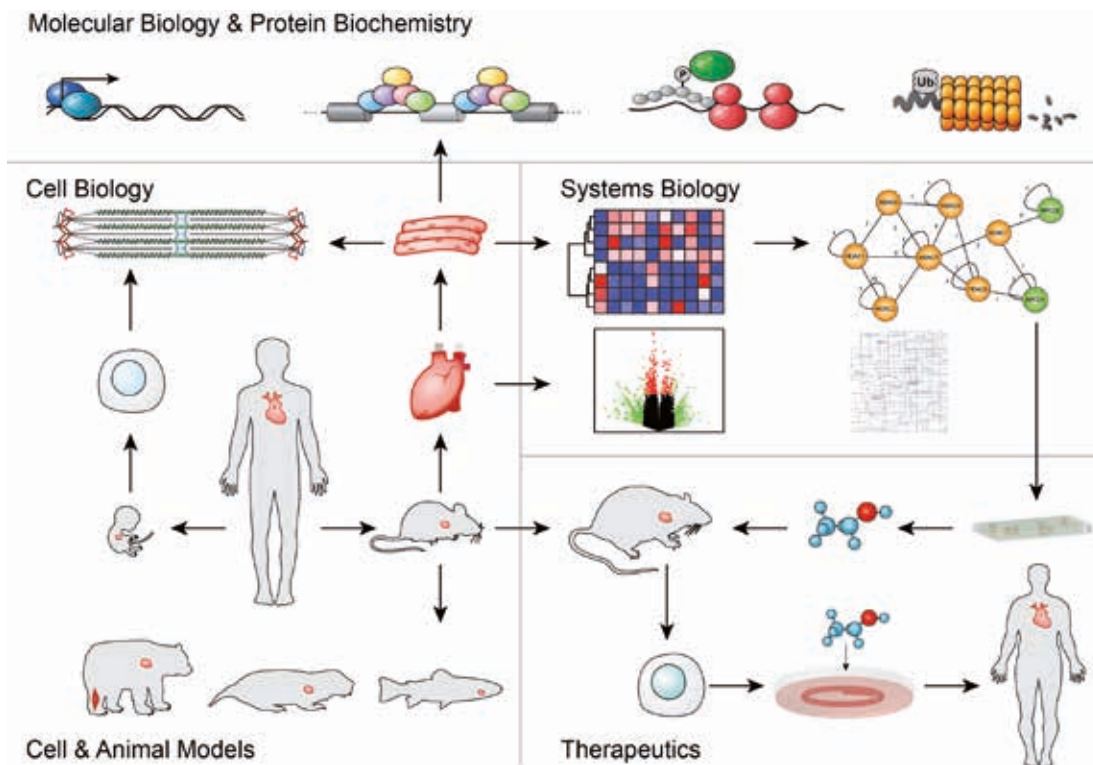 Molecular Biology & Protein Biochemistry
P
Ub
Cell Biology
Systems Biology
Cell & Animal Models
Therapeutics